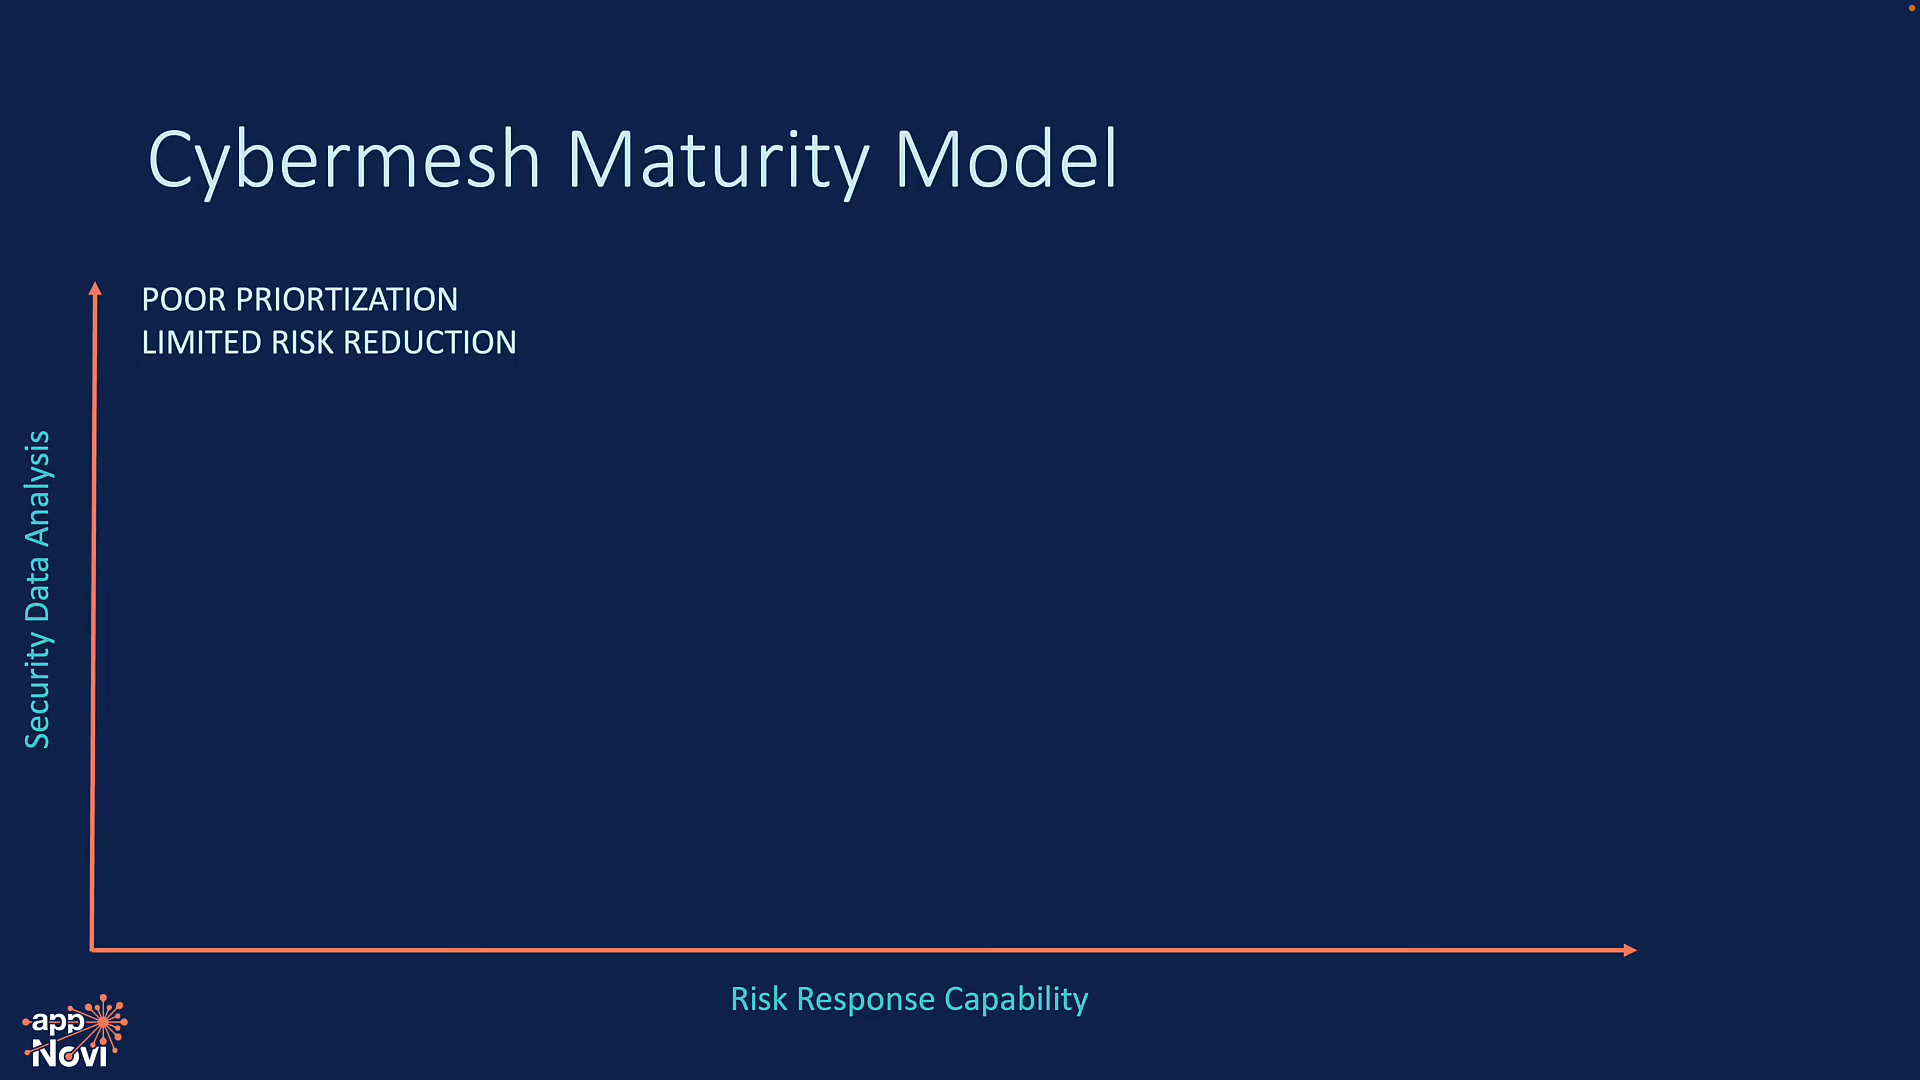 Cybermesh Maturity Model
POOR PRIORTIZATION
LIMITED RISK REDUCTION
Security Data Analysis
Risk Response Capability
app
Novi